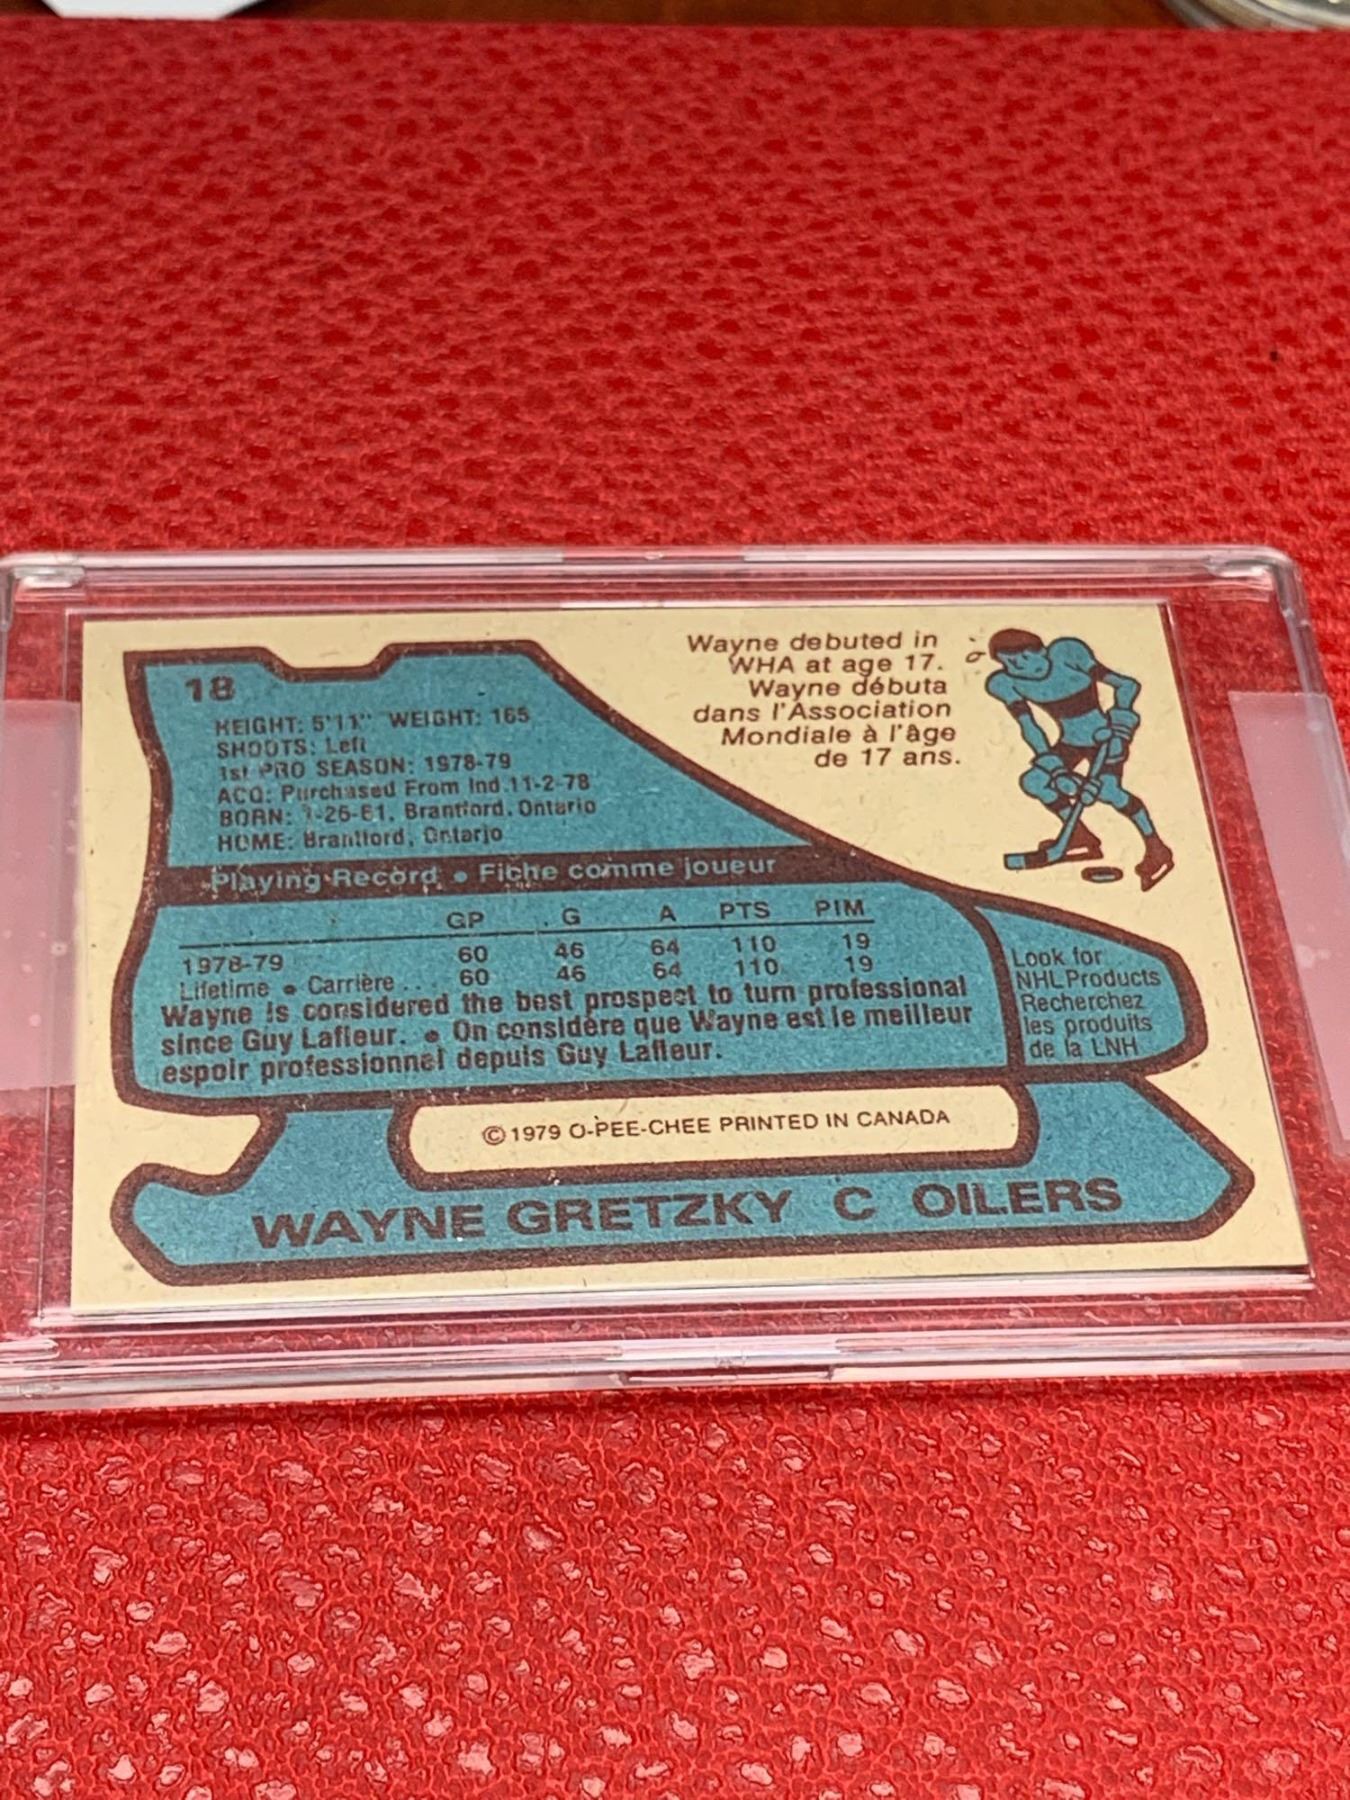 18
HEIGHT: 5'11" WEIGHT: 165
SHOOTS: Left
1st PRO SEASON: 1978-79
ACQ: Purchased From Ind. 11-2-78
BORN: 1-26-61, Brantford, Ontario
HOME: Brantford, Ontario
Wayne debuted in
WHA at age 17.
Wayne débuta
dans l'Association
Mondiale à l'âge
de 17 ans.
Playing Record • Fiche comme joueur
GP G A PTS PIM
1978-79 60 46 64 110 19
Lifetime • Carrière .. 60 46 64 110 19
Wayne is considered the best prospect to turn professional
since Guy Lafleur. • On considère que Wayne est le meilleur
espoir professionnel depuis Guy Lafleur.
Look for
NHL Products
Recherchez
les produits
de la LNH
© 1979 O-PEE-CHEE PRINTED IN CANADA
WAYNE GRETZKY C OILERS